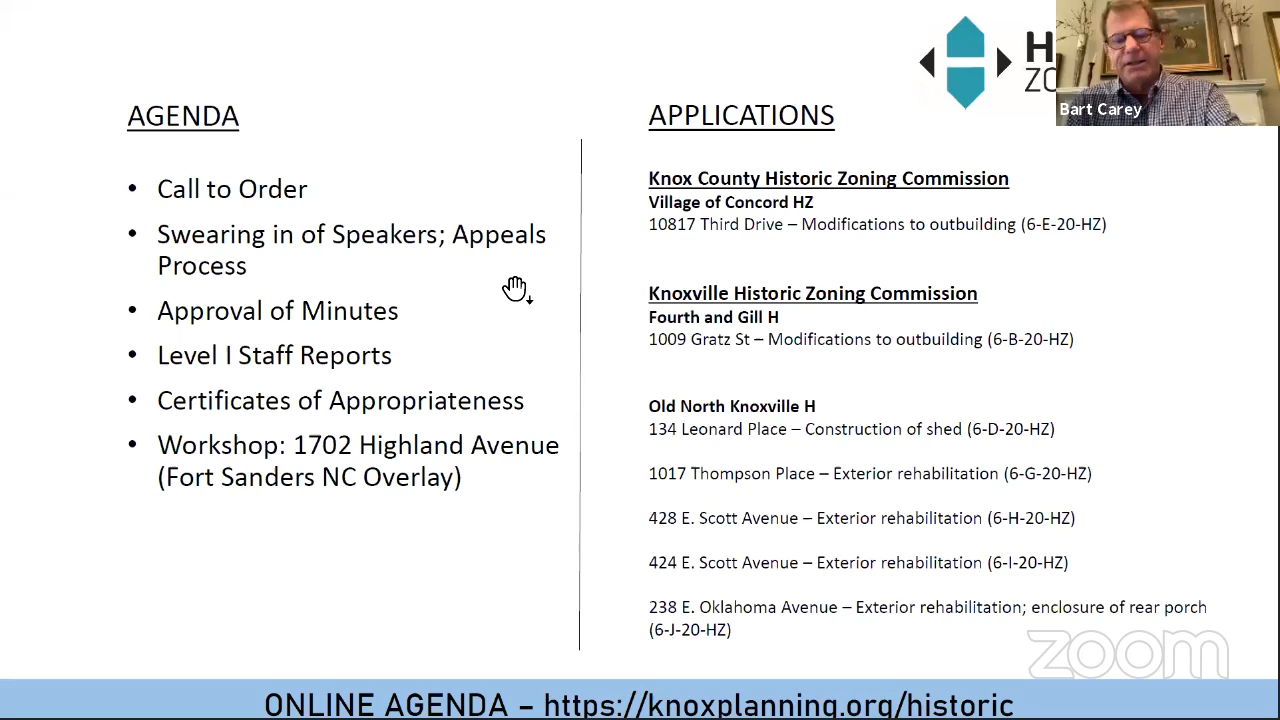 AGENDA
• Call to Order
• Swearing in of Speakers; Appeals
Process
• Approval of Minutes
• Level I Staff Reports
• Certificates of Appropriateness
• Workshop: 1702 Highland Avenue
(Fort Sanders NC Overlay)
H
ZO
Bart Carey
APPLICATIONS
Knox County Historic Zoning Commission
Village of Concord HZ
10817 Third Drive – Modifications to outbuilding (6-E-20-HZ)
Knoxville Historic Zoning Commission
Fourth and Gill H
1009 Gratz St – Modifications to outbuilding (6-B-20-HZ)
Old North Knoxville H
134 Leonard Place – Construction of shed (6-D-20-HZ)
1017 Thompson Place – Exterior rehabilitation (6-G-20-HZ)
428 E. Scott Avenue – Exterior rehabilitation (6-H-20-HZ)
424 E. Scott Avenue – Exterior rehabilitation (6-I-20-HZ)
238 E. Oklahoma Avenue – Exterior rehabilitation; enclosure of rear porch
(6-J-20-HZ)
zoom
ONLINE AGENDA – https://knoxplanning.org/historic